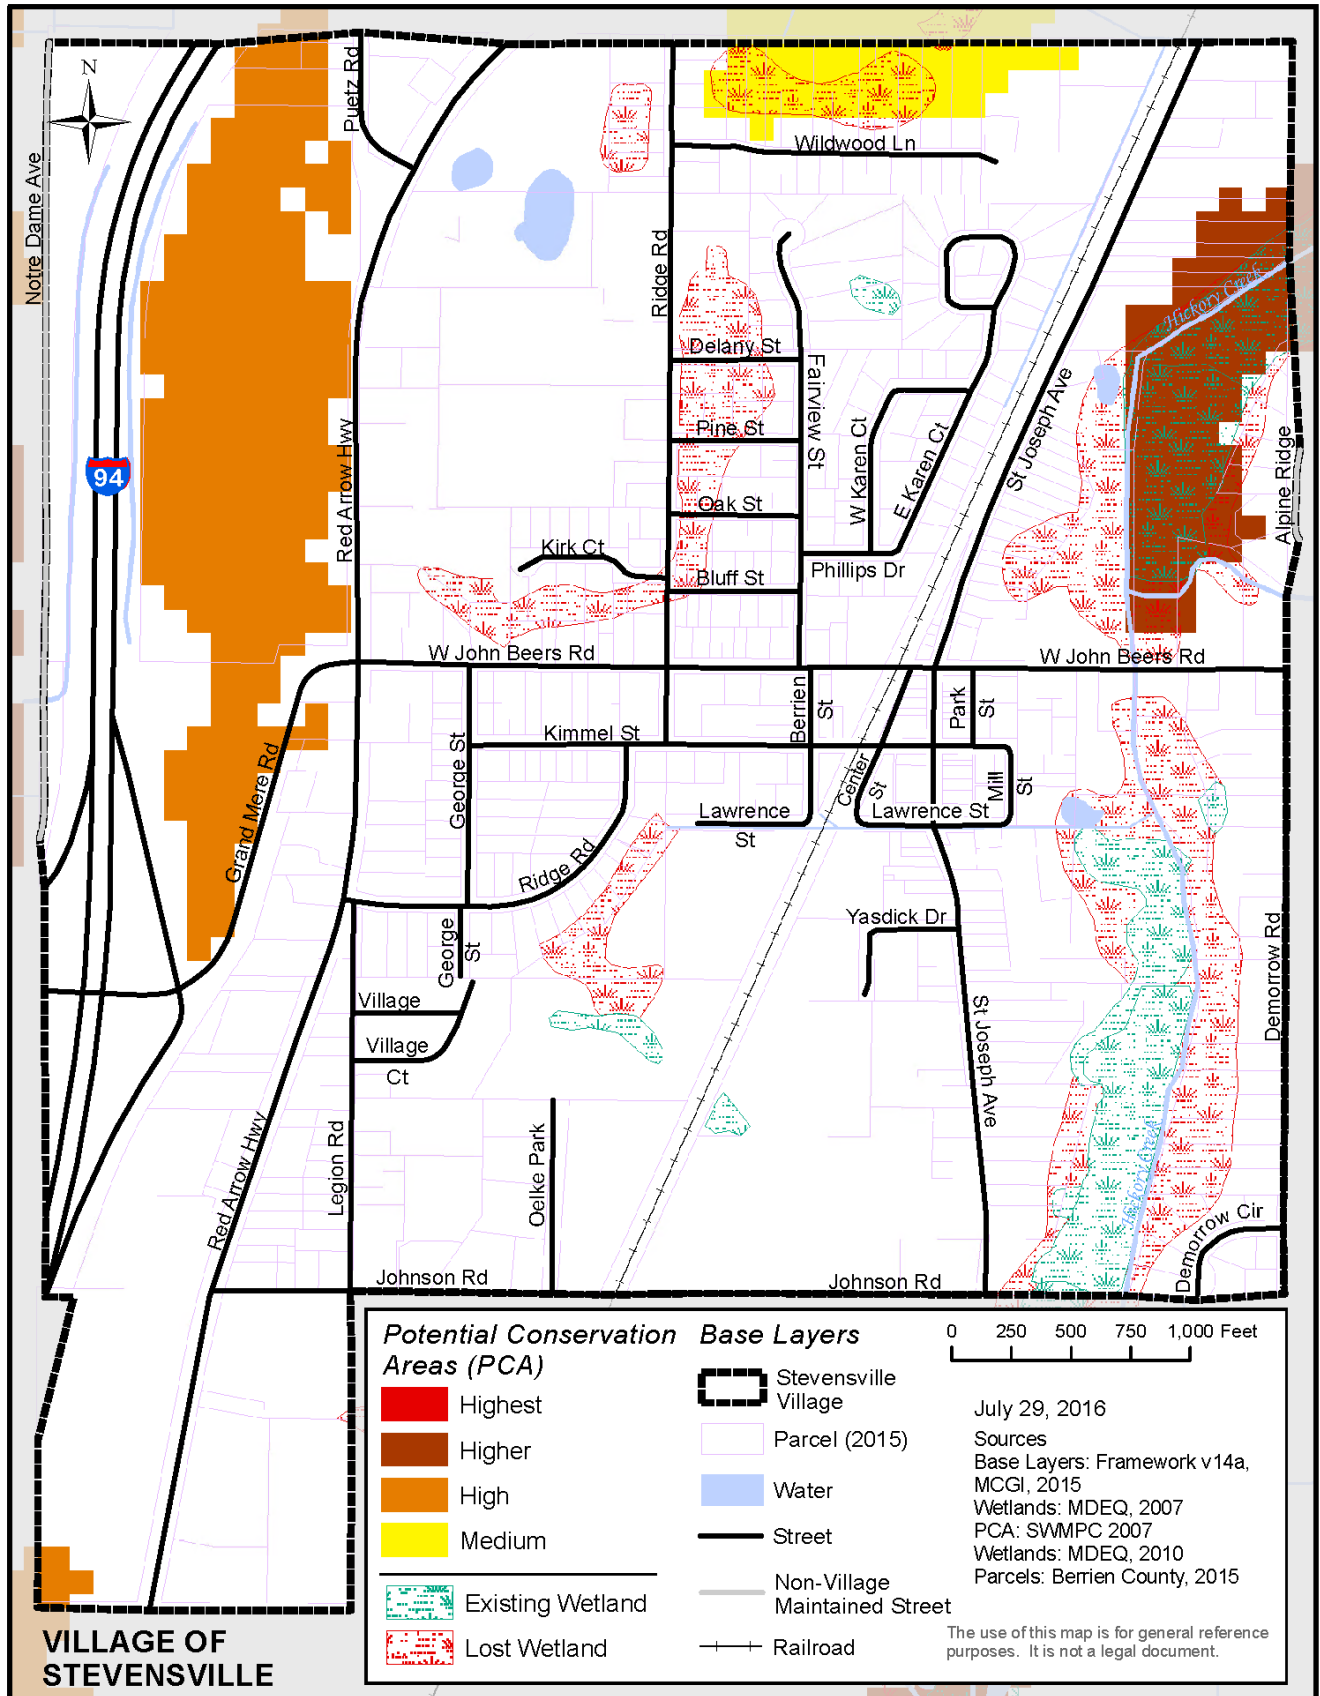 N
Puetz Rd
Notre Dame Ave
Wildwood Ln
Ridge Rd
Hickory Creek
Delany St
Fairview St
St Joseph Ave
Pine St
Red Arrow Hwy
94
W Karen Ct
E Karen Ct
Alpine Ridge
Oak St
Kirk Ct
Phillips Dr
Bluff St
W John Beers Rd
W John Beers Rd
Berrien
St
Park
St
Kimmel St
George St
Grand Mere Rd
Center
St
Mill
St
Lawrence
St
Lawrence St
Ridge Rd
Yasdick Dr
George
St
Demorrow Rd
Village
Village
Ct
St Joseph Ave
Red Arrow Hwy
Legion Rd
Oelke Park
Hickory Creek
Demorrow Cir
Johnson Rd
Johnson Rd
Potential Conservation
Areas (PCA)
Highest
Higher
High
Medium
Existing Wetland
Lost Wetland
Base Layers
Stevensville
Village
Parcel (2015)
Water
Street
Non-Village
Maintained Street
Railroad
0 250 500 750 1,000 Feet
July 29, 2016
Sources
Base Layers: Framework v14a,
MCGI, 2015
Wetlands: MDEQ, 2007
PCA: SWMPC 2007
Wetlands: MDEQ, 2010
Parcels: Berrien County, 2015
The use of this map is for general reference
purposes. It is not a legal document.
VILLAGE OF
STEVENSVILLE